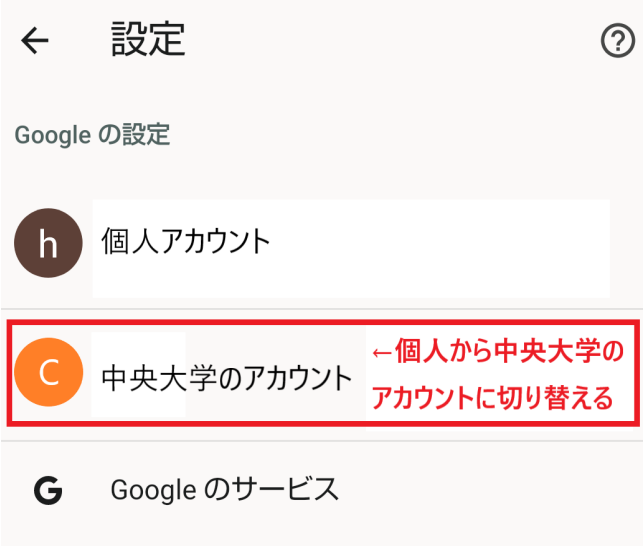 設定
Google の設定
h
個人アカウント
C
中央大学のアカウント
←個人から中央大学の
アカウントに切り替える
G
Google のサービス